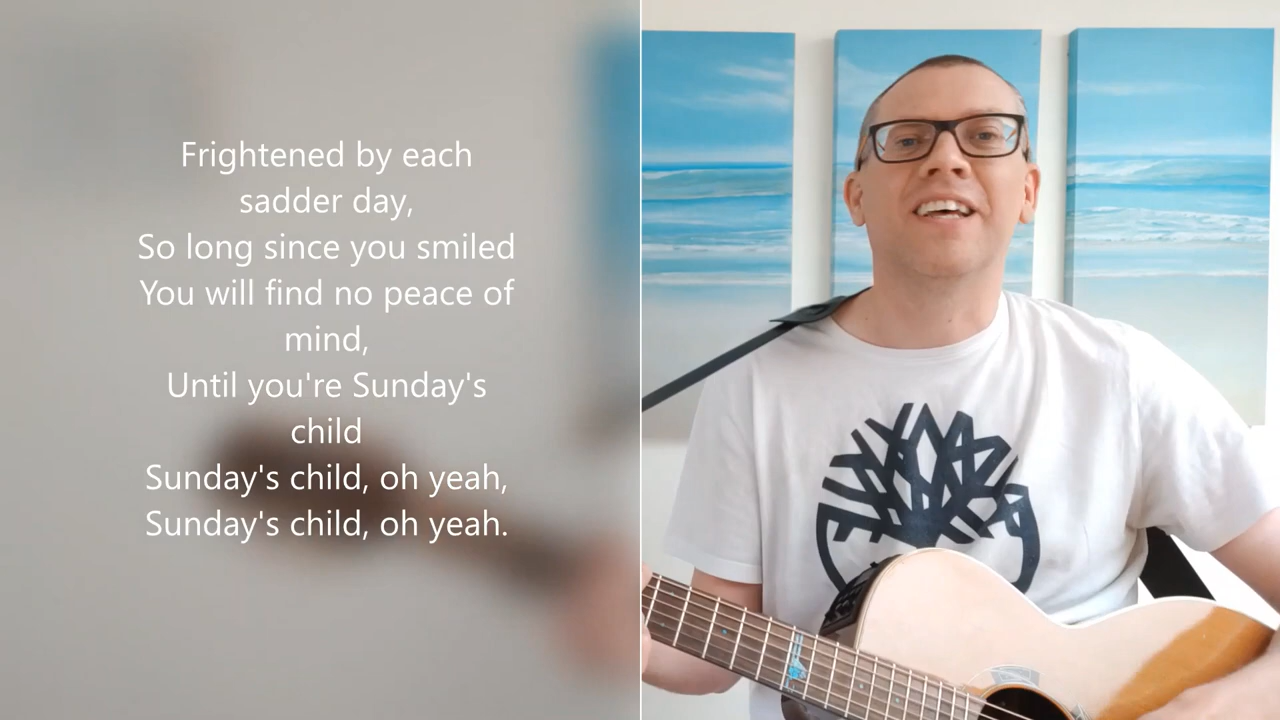 Frightened by each
sadder day,
So long since you smiled
You will find no peace of
mind,
Until you're Sunday's
child
Sunday's child, oh yeah,
Sunday's child, oh yeah.